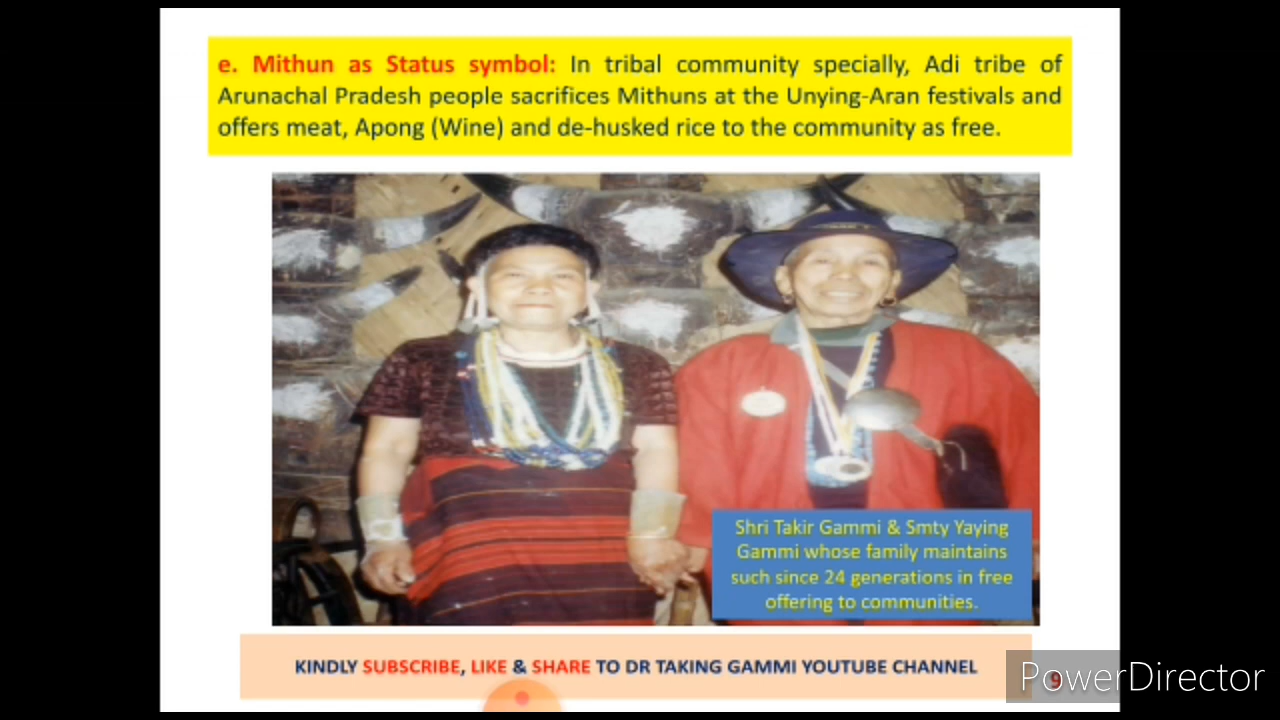 e. Mithun as Status symbol: In tribal community specially, Adi tribe of
Arunachal Pradesh people sacrifices Mithuns at the Unying-Aran festivals and
offers meat, Apong (Wine) and de-husked rice to the community as free.
Shri Takir Gammi & Smty Yaying
Gammi whose family maintains
such since 24 generations in free
offering to communities.
KINDLY SUBSCRIBE, LIKE & SHARE TO DR TAKING GAMMI YOUTUBE CHANNEL
9
PowerDirector